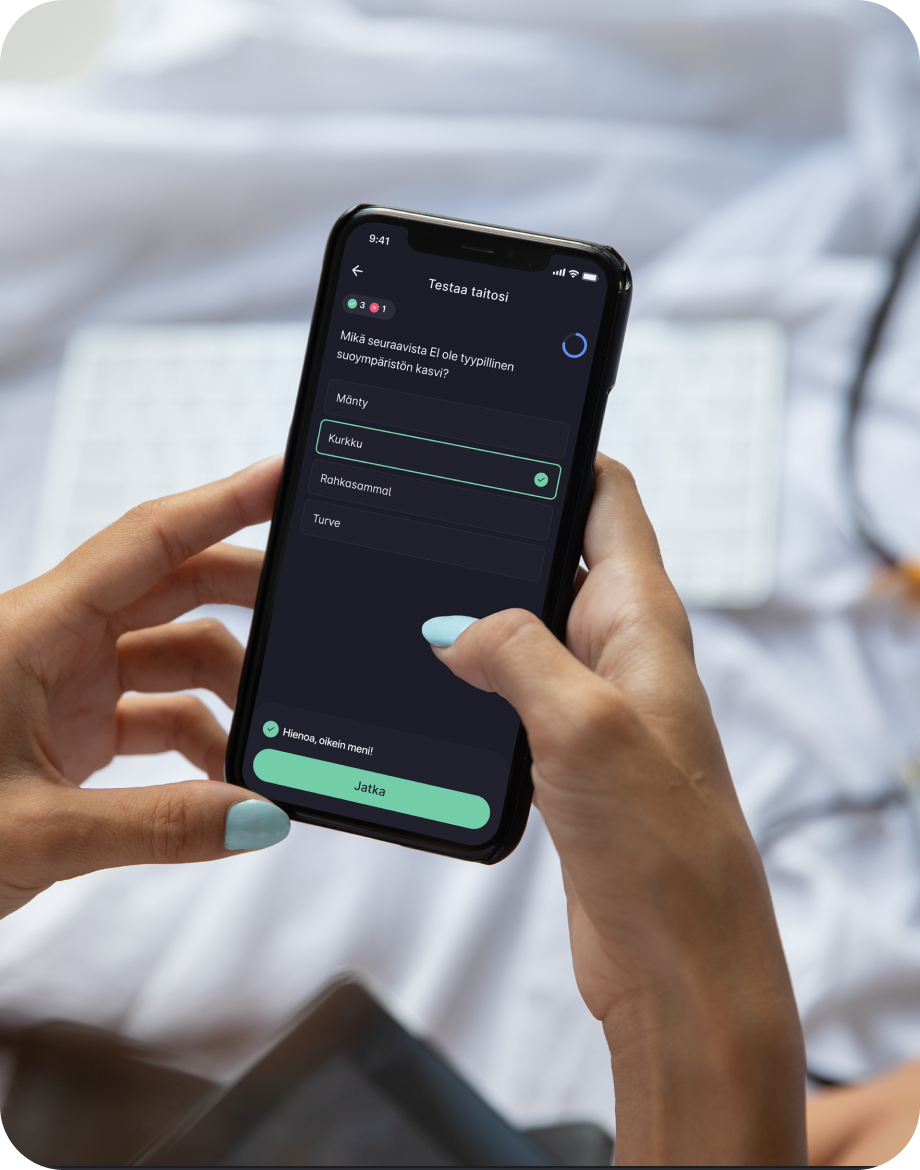 9:41
Testaa taitosi
3 1
Mikä seuraavista EI ole tyypillinen
suoympäristön kasvi?
Mänty
Kurkku
Rahkasammal
Turve
Hienoa, oikein meni!
Jatka